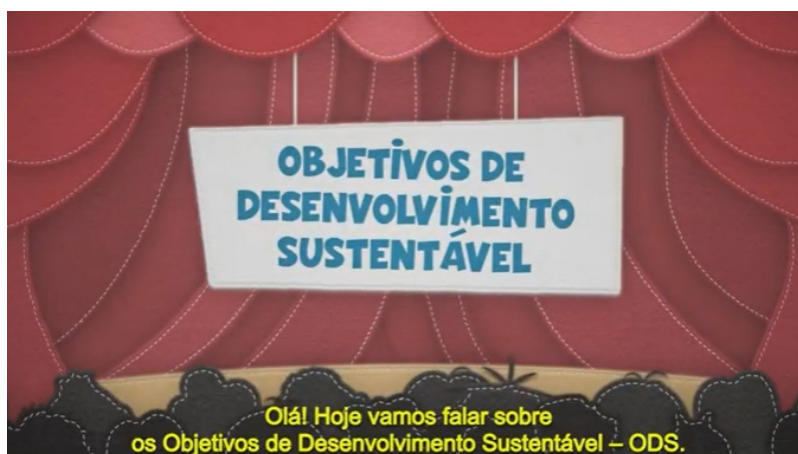 OBJETIVOS DE
DESENVOLVIMENTO
SUSTENTÁVEL
Olá! Hoje vamos falar sobre
os Objetivos de Desenvolvimento Sustentável – ODS.